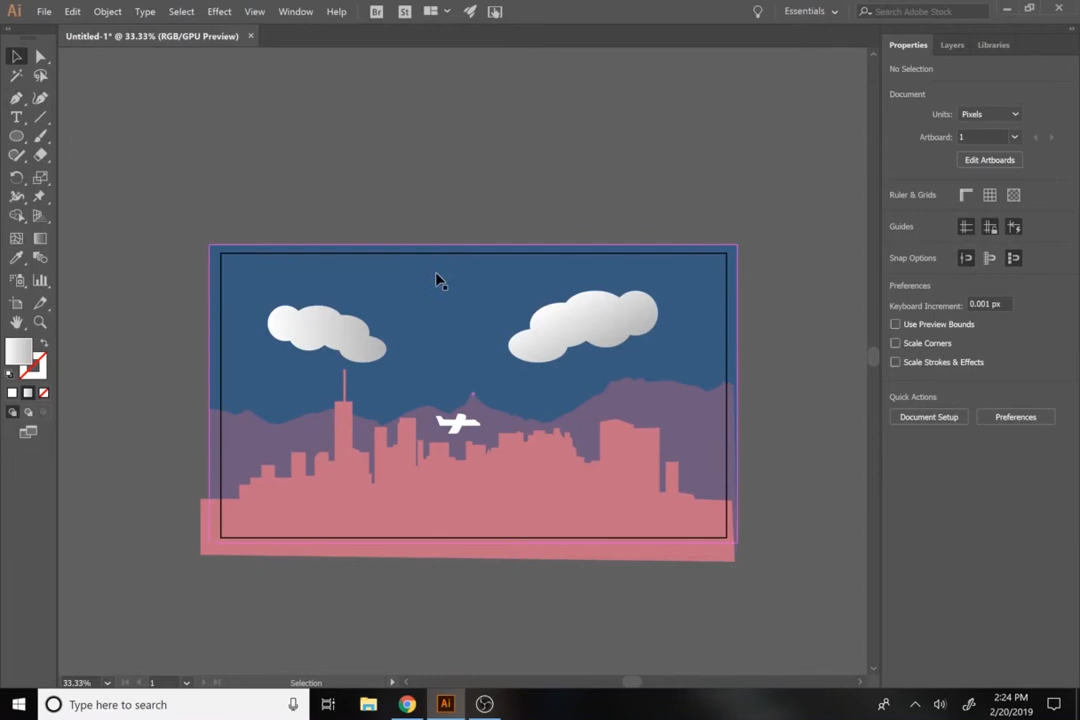 Ai File Edit Object Type Select Effect View Window Help Br St Essentials Search Adobe Stock
Untitled-1* @ 33.33% (RGB/GPU Preview) ×
Properties Layers Libraries
No Selection
Document
Units: Pixels
Artboard: 1
Edit Artboards
Ruler & Grids
Guides
Snap Options
Preferences
Keyboard Increment: 0.001 px
Use Preview Bounds
Scale Corners
Scale Strokes & Effects
Quick Actions
Document Setup Preferences
33.33% 1 Selection
Type here to search Ai 2:24 PM
2/20/2019